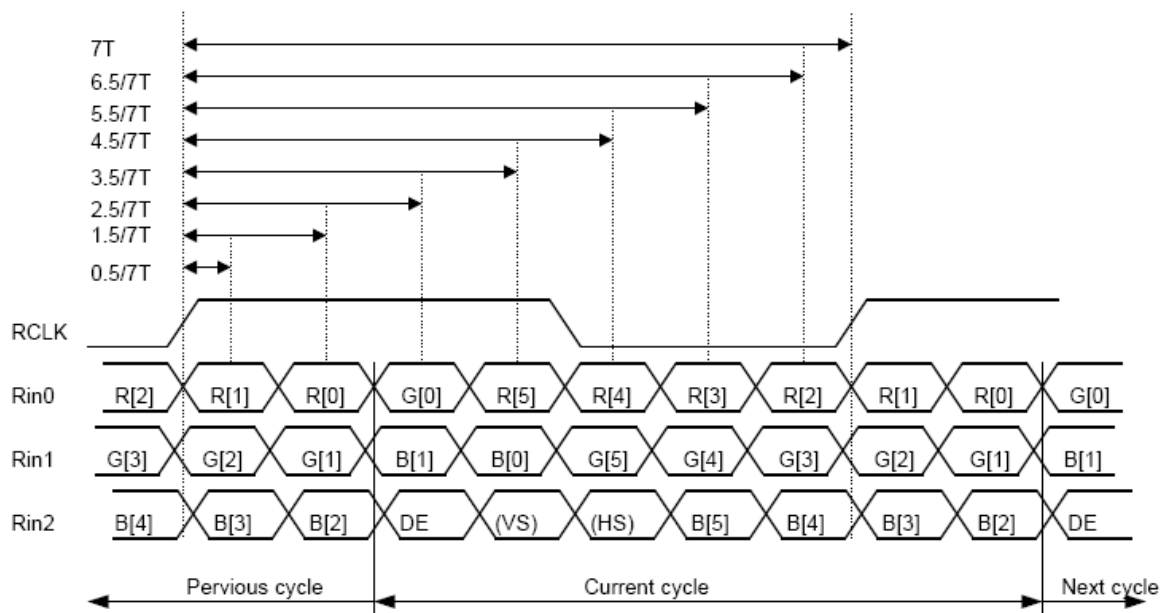 7T
6.5/7T
5.5/7T
4.5/7T
3.5/7T
2.5/7T
1.5/7T
0.5/7T
RCLK
Rin0 R[2] R[1] R[0] G[0] R[5] R[4] R[3] R[2] R[1] R[0] G[0]
Rin1 G[3] G[2] G[1] B[1] B[0] G[5] G[4] G[3] G[2] G[1] B[1]
Rin2 B[4] B[3] B[2] DE (VS) (HS) B[5] B[4] B[3] B[2] DE
Pervious cycle Current cycle Next cycle